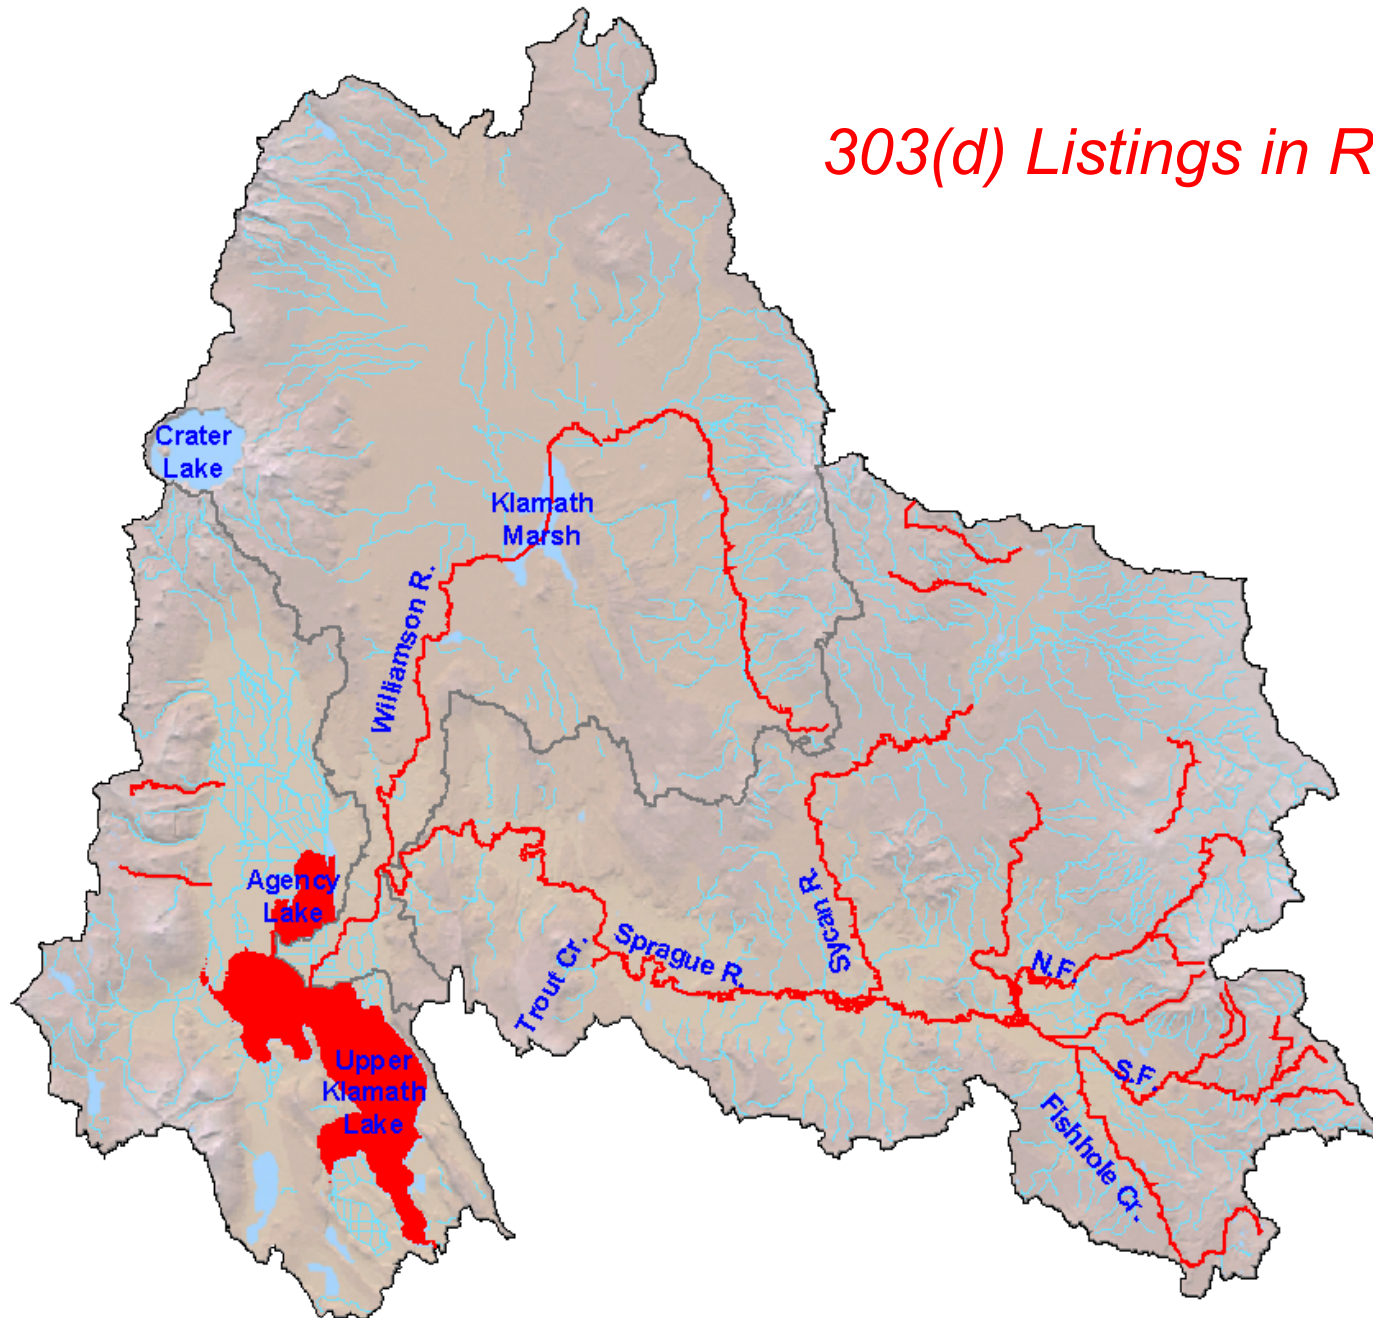 303(d) Listings in R
Crater
Lake
Klamath
Marsh
Williamson R.
Agency
Lake
Sycan R.
Sprague R.
Trout Cr.
N.F.
Upper
Klamath
Lake
S.F.
Fishhole Cr.